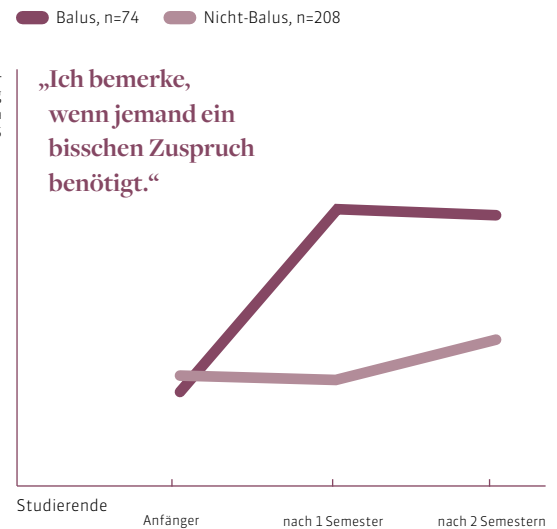 Balus, n=74 Nicht-Balus, n=208
„Ich bemerke,
wenn jemand ein
bisschen Zuspruch
benötigt.“
Studierende
Anfänger nach 1 Semester nach 2 Semestern